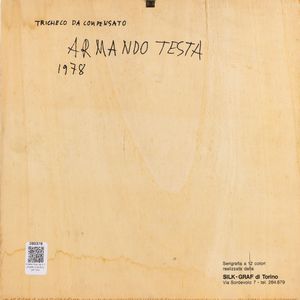 TRICHECO DA COMPENSATO
ARMANDO TESTA
1978
280378
Serigrafia a 12 colori
realizzata dalla
SILK-GRAF di Torino
Via Sordevolo 7 - tel. 284.679